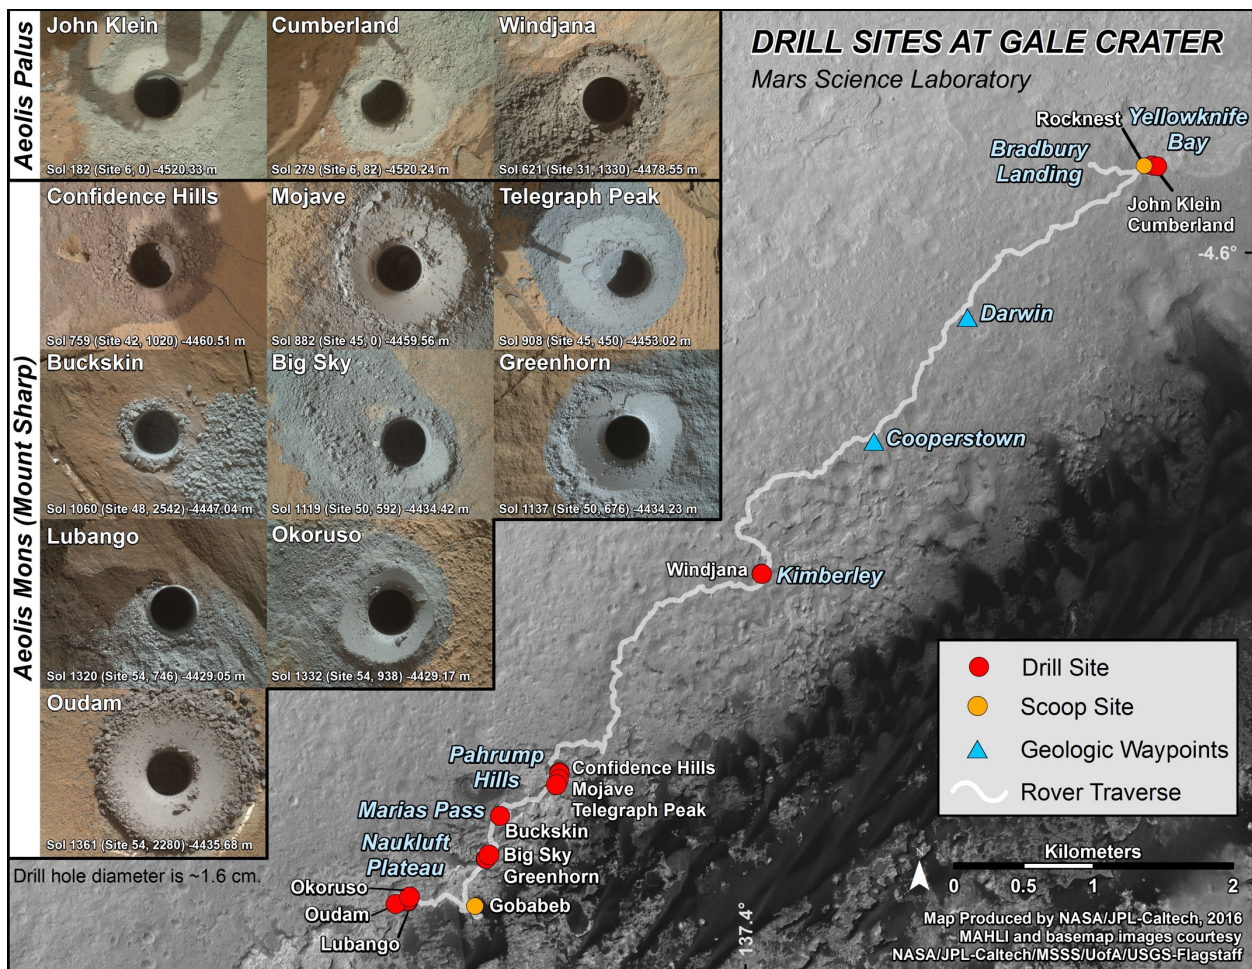 DRILL SITES AT GALE CRATER
Mars Science Laboratory
Aeolis Palus
John Klein
Sol 182 (Site 6, 0) -4520.33 m
Cumberland
Sol 279 (Site 6, 82) -4520.24 m
Windjana
Sol 621 (Site 31, 1330) -4478.55 m
Aeolis Mons (Mount Sharp)
Confidence Hills
Sol 759 (Site 42, 1020) -4460.51 m
Mojave
Sol 882 (Site 45, 0) -4459.56 m
Telegraph Peak
Sol 908 (Site 45, 450) -4453.02 m
Buckskin
Sol 1060 (Site 48, 2542) -4447.04 m
Big Sky
Sol 1119 (Site 50, 592) -4434.42 m
Greenhorn
Sol 1137 (Site 50, 676) -4434.23 m
Lubango
Sol 1320 (Site 54, 746) -4429.05 m
Okoruso
Sol 1332 (Site 54, 938) -4429.17 m
Oudam
Sol 1361 (Site 54, 2280) -4435.68 m
Drill hole diameter is ~1.6 cm.
Rocknest
Yellowknife
Bay
Bradbury
Landing
John Klein
Cumberland
-4.6°
Darwin
Cooperstown
Windjana
Kimberley
Pahrump
Hills
Confidence Hills
Mojave
Telegraph Peak
Marias Pass
Buckskin
Naukluft
Plateau
Big Sky
Greenhorn
Okoruso
Oudam
Lubango
Gobabeb
137.4°
Drill Site
Scoop Site
Geologic Waypoints
Rover Traverse
N
Kilometers
0 0.5 1 2
Map Produced by NASA/JPL-Caltech, 2016
MAHLI and basemap images courtesy
NASA/JPL-Caltech/MSSS/UofA/USGS-Flagstaff